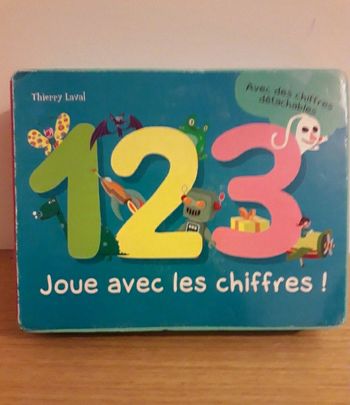 Thierry Laval
Avec des chiffres
détachables
123
Joue avec les chiffres !